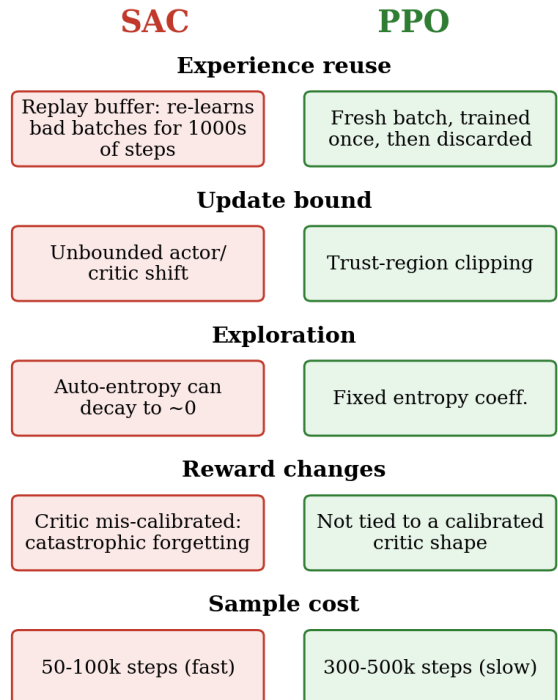 SAC PPO
Experience reuse
Replay buffer: re-learns
bad batches for 1000s
of steps
Fresh batch, trained
once, then discarded
Update bound
Unbounded actor/
critic shift
Trust-region clipping
Exploration
Auto-entropy can
decay to ~0
Fixed entropy coeff.
Reward changes
Critic mis-calibrated:
catastrophic forgetting
Not tied to a calibrated
critic shape
Sample cost
50-100k steps (fast)
300-500k steps (slow)